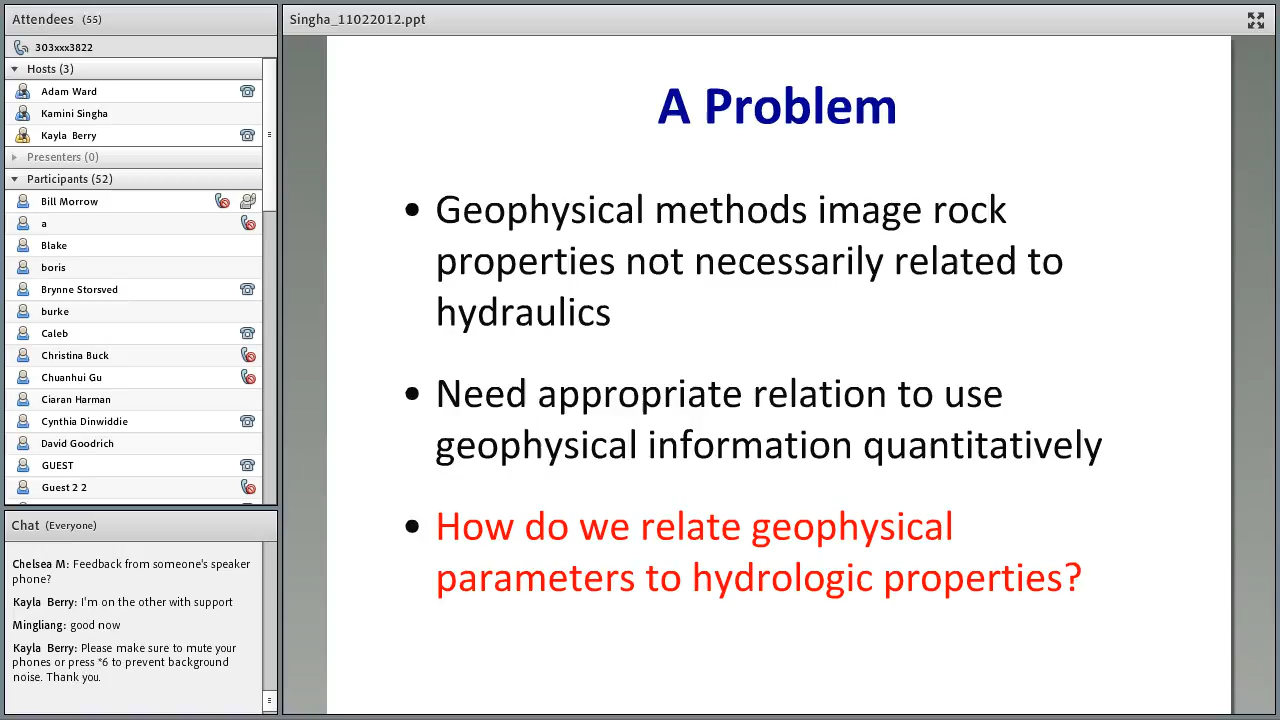 Attendees (55)
303xxx3822
Hosts (3)
Adam Ward
Kamini Singha
Kayla Berry
Presenters (0)
Participants (52)
Bill Morrow
a
Blake
boris
Brynne Storsved
burke
Caleb
Christina Buck
Chuanhui Gu
Ciaran Harman
Cynthia Dinwiddie
David Goodrich
GUEST
Guest 2 2
Chat (Everyone)
Chelsea M: Feedback from someone's speaker
phone?
Kayla Berry: I'm on the other with support
Mingliang: good now
Kayla Berry: Please make sure to mute your
phones or press *6 to prevent background
noise. Thank you.
Singha_11022012.ppt
A Problem
• Geophysical methods image rock
properties not necessarily related to
hydraulics
• Need appropriate relation to use
geophysical information quantitatively
• How do we relate geophysical
parameters to hydrologic properties?